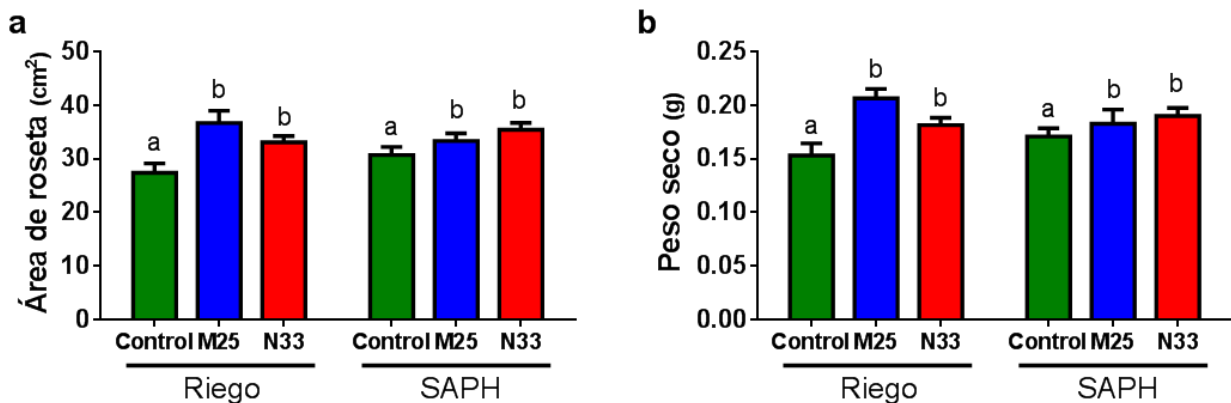 a
Área de roseta (cm²)
50
40
30
20
10
0
a
b
b
a
b
b
Control M25 N33
Control M25 N33
Riego
SAPH
b
Peso seco (g)
0.25
0.20
0.15
0.10
0.05
0.00
a
b
b
a
b
b
Control M25 N33
Control M25 N33
Riego
SAPH